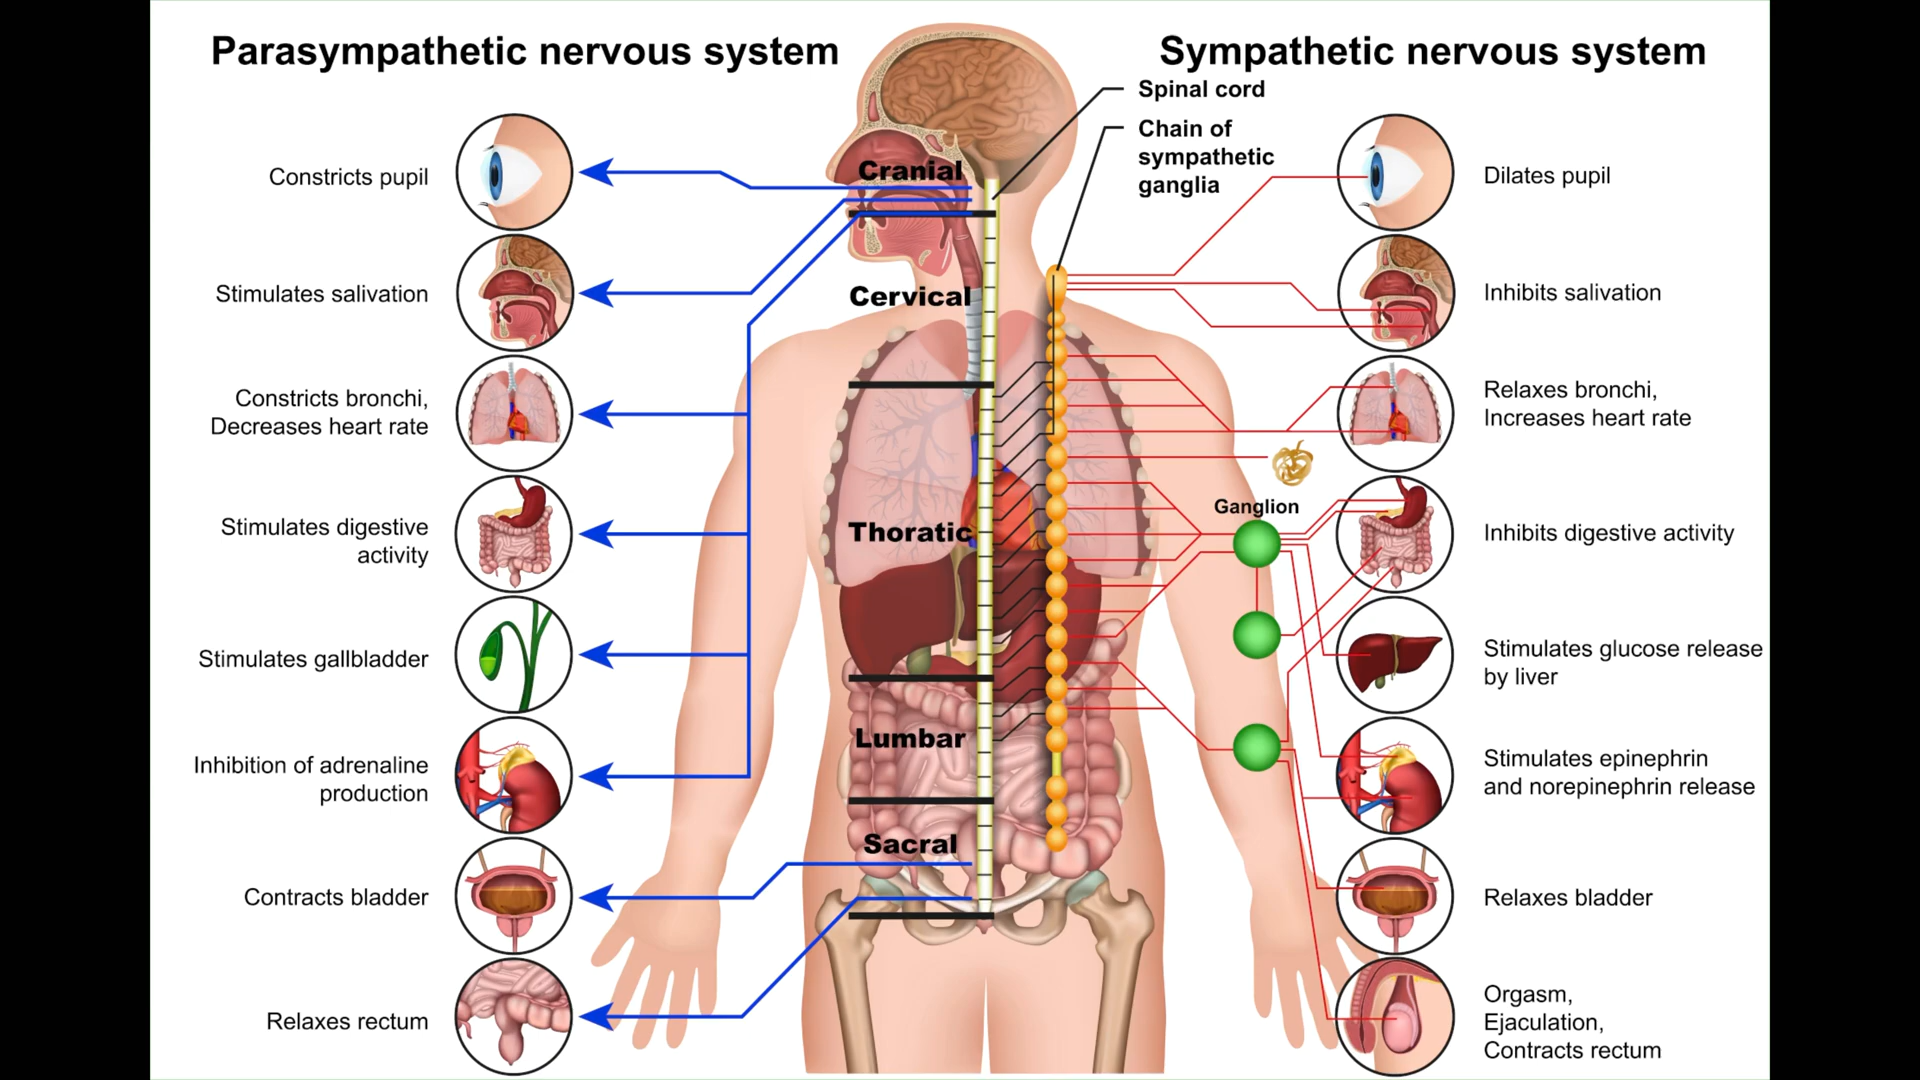 Parasympathetic nervous system
Constricts pupil
Stimulates salivation
Constricts bronchi,
Decreases heart rate
Stimulates digestive
activity
Stimulates gallbladder
Inhibition of adrenaline
production
Contracts bladder
Relaxes rectum
Cranial
Cervical
Thoratic
Lumbar
Sacral
Sympathetic nervous system
Spinal cord
Chain of
sympathetic
ganglia
Ganglion
Dilates pupil
Inhibits salivation
Relaxes bronchi,
Increases heart rate
Inhibits digestive activity
Stimulates glucose release
by liver
Stimulates epinephrin
and norepinephrin release
Relaxes bladder
Orgasm,
Ejaculation,
Contracts rectum